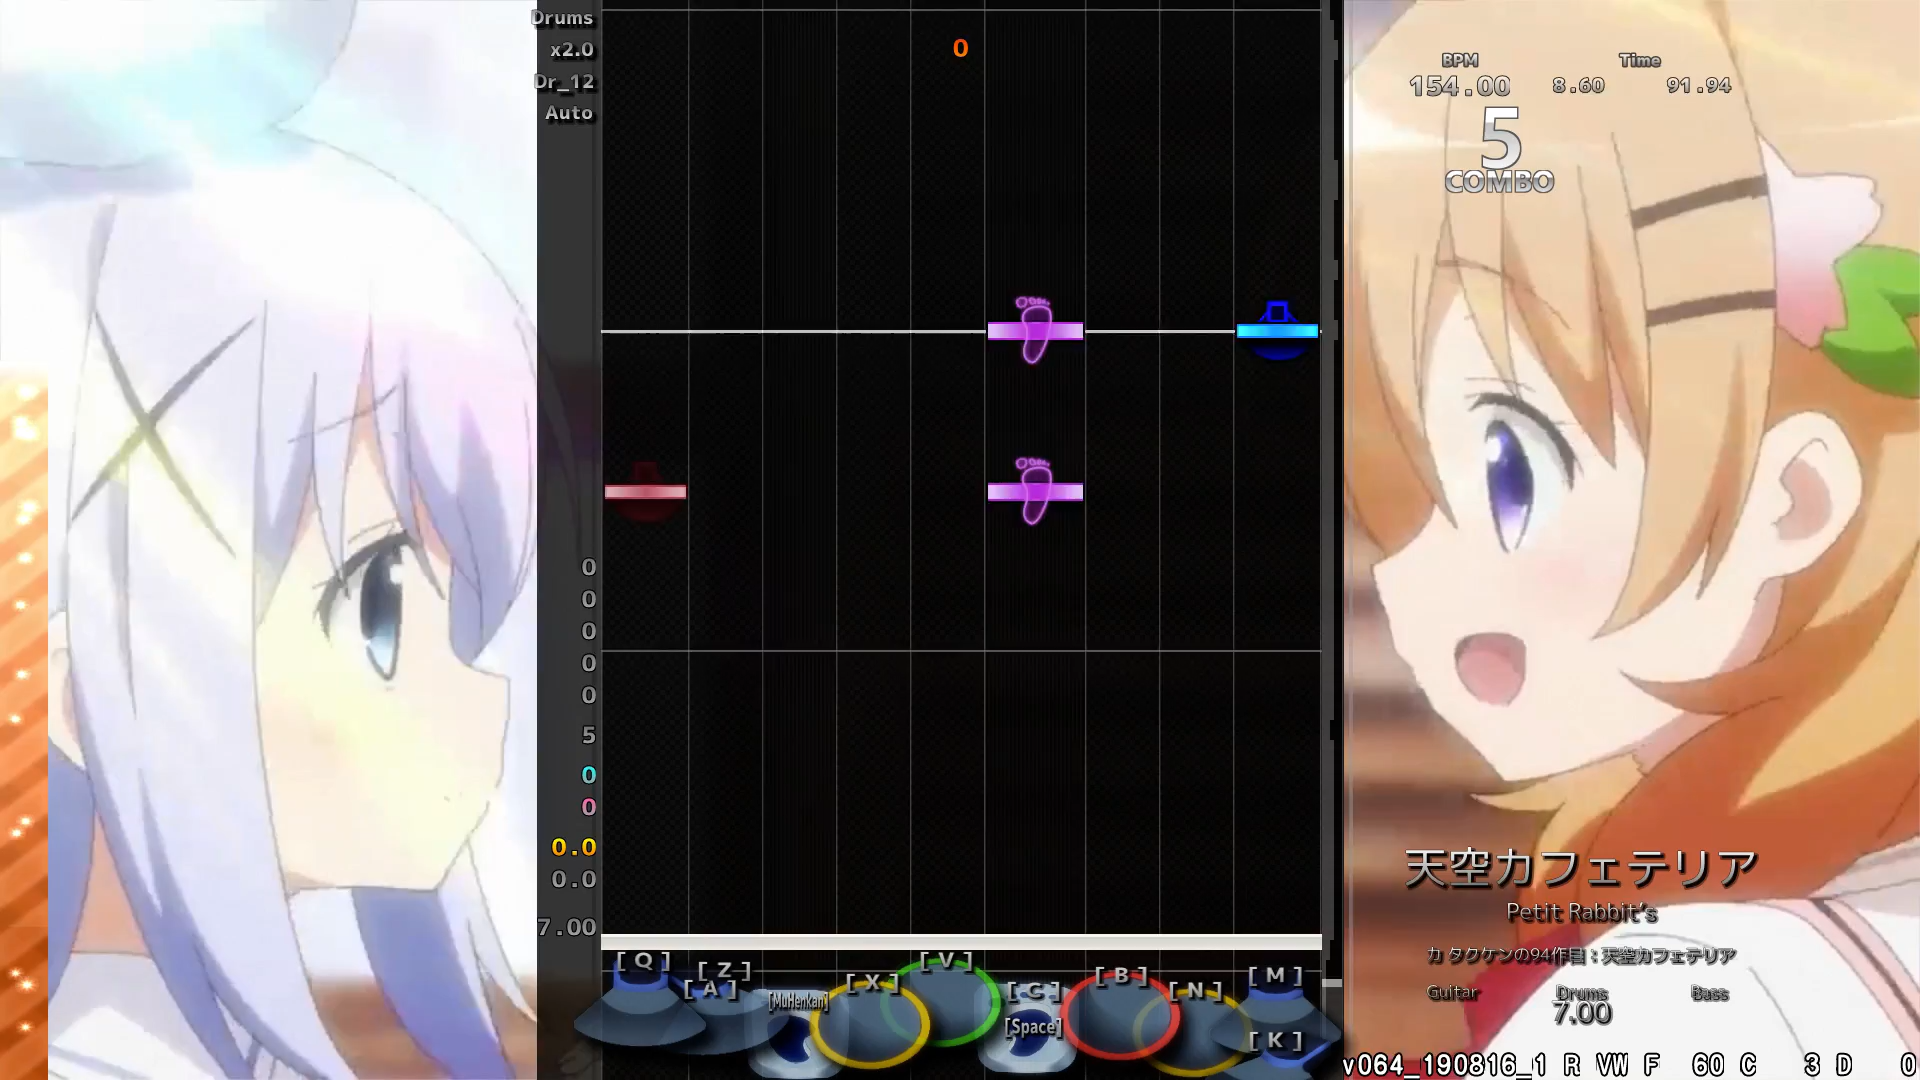 Drums
x2.0
Dr_12
Auto
0
BPM
Time
154.00
8.60
91.94
5
COMBO
0
0
0
0
0
5
0
0
0.0
0.0
7.00
[ Q ]
[ Z ]
[ A ]
[MuHenkan]
[ X ]
[ V ]
[ C ]
[Space]
[ B ]
[ N ]
[ M ]
[ K ]
天空カフェテリア
Petit Rabbit's
カ タクケンの94作目：天空カフェテリア
Guitar
Drums
Bass
7.00
v064_190816_1 R VW F 60 C 3 D 0